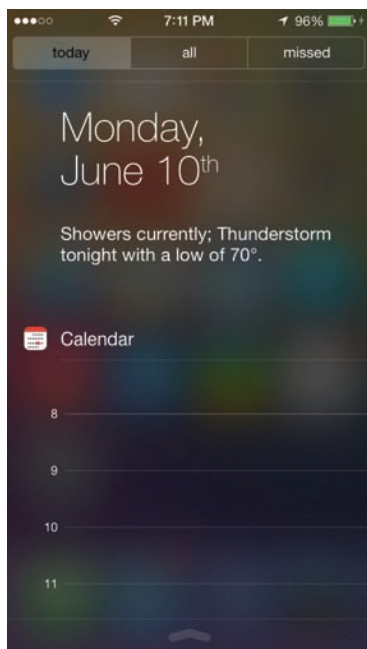 7:11 PM 96%
today all missed
Monday,
June 10th
Showers currently; Thunderstorm
tonight with a low of 70°.
Calendar
8
9
10
11